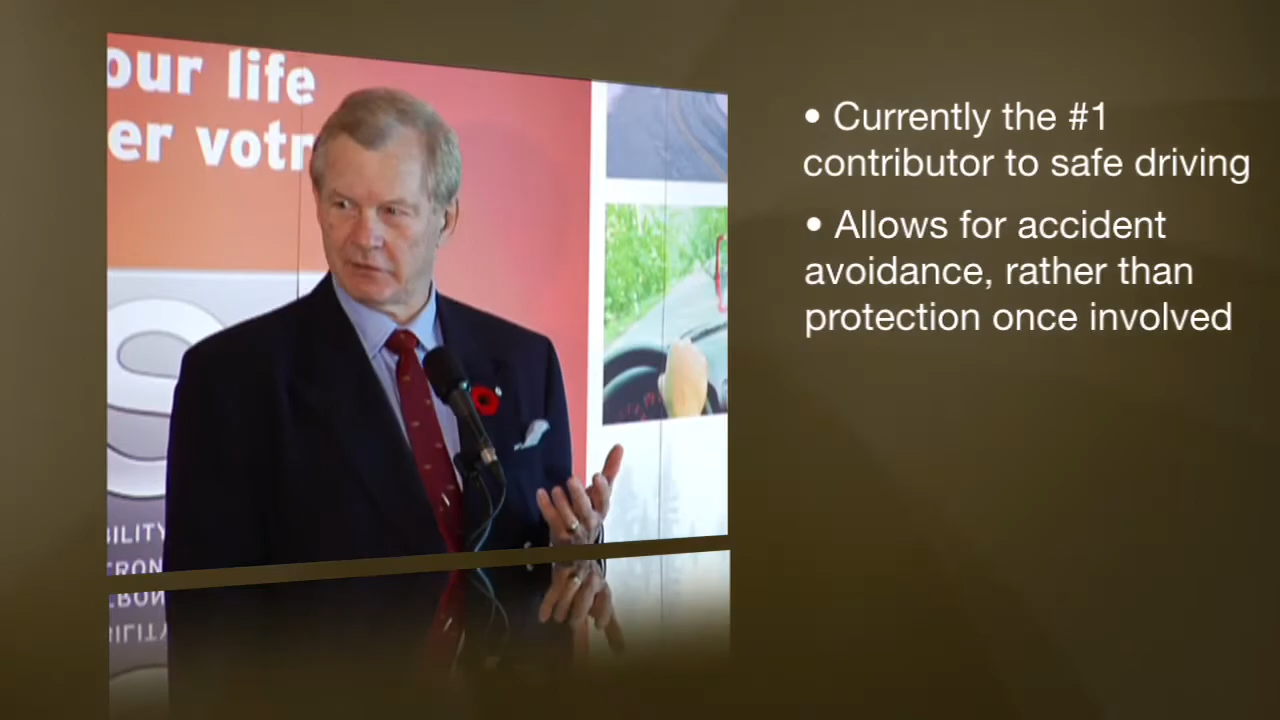 our life
er votr
BILITY
TRON
• Currently the #1
contributor to safe driving
• Allows for accident
avoidance, rather than
protection once involved